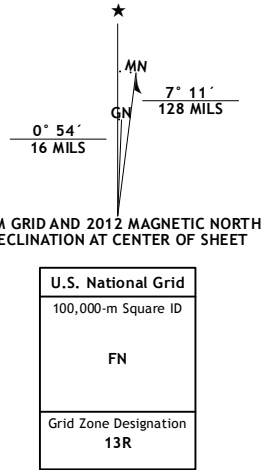 ★
MN
GN
7° 11´
128 MILS
0° 54´
16 MILS
M GRID AND 2012 MAGNETIC NORTH
ECLINATION AT CENTER OF SHEET
U.S. National Grid
100,000-m Square ID
FN
Grid Zone Designation
13R